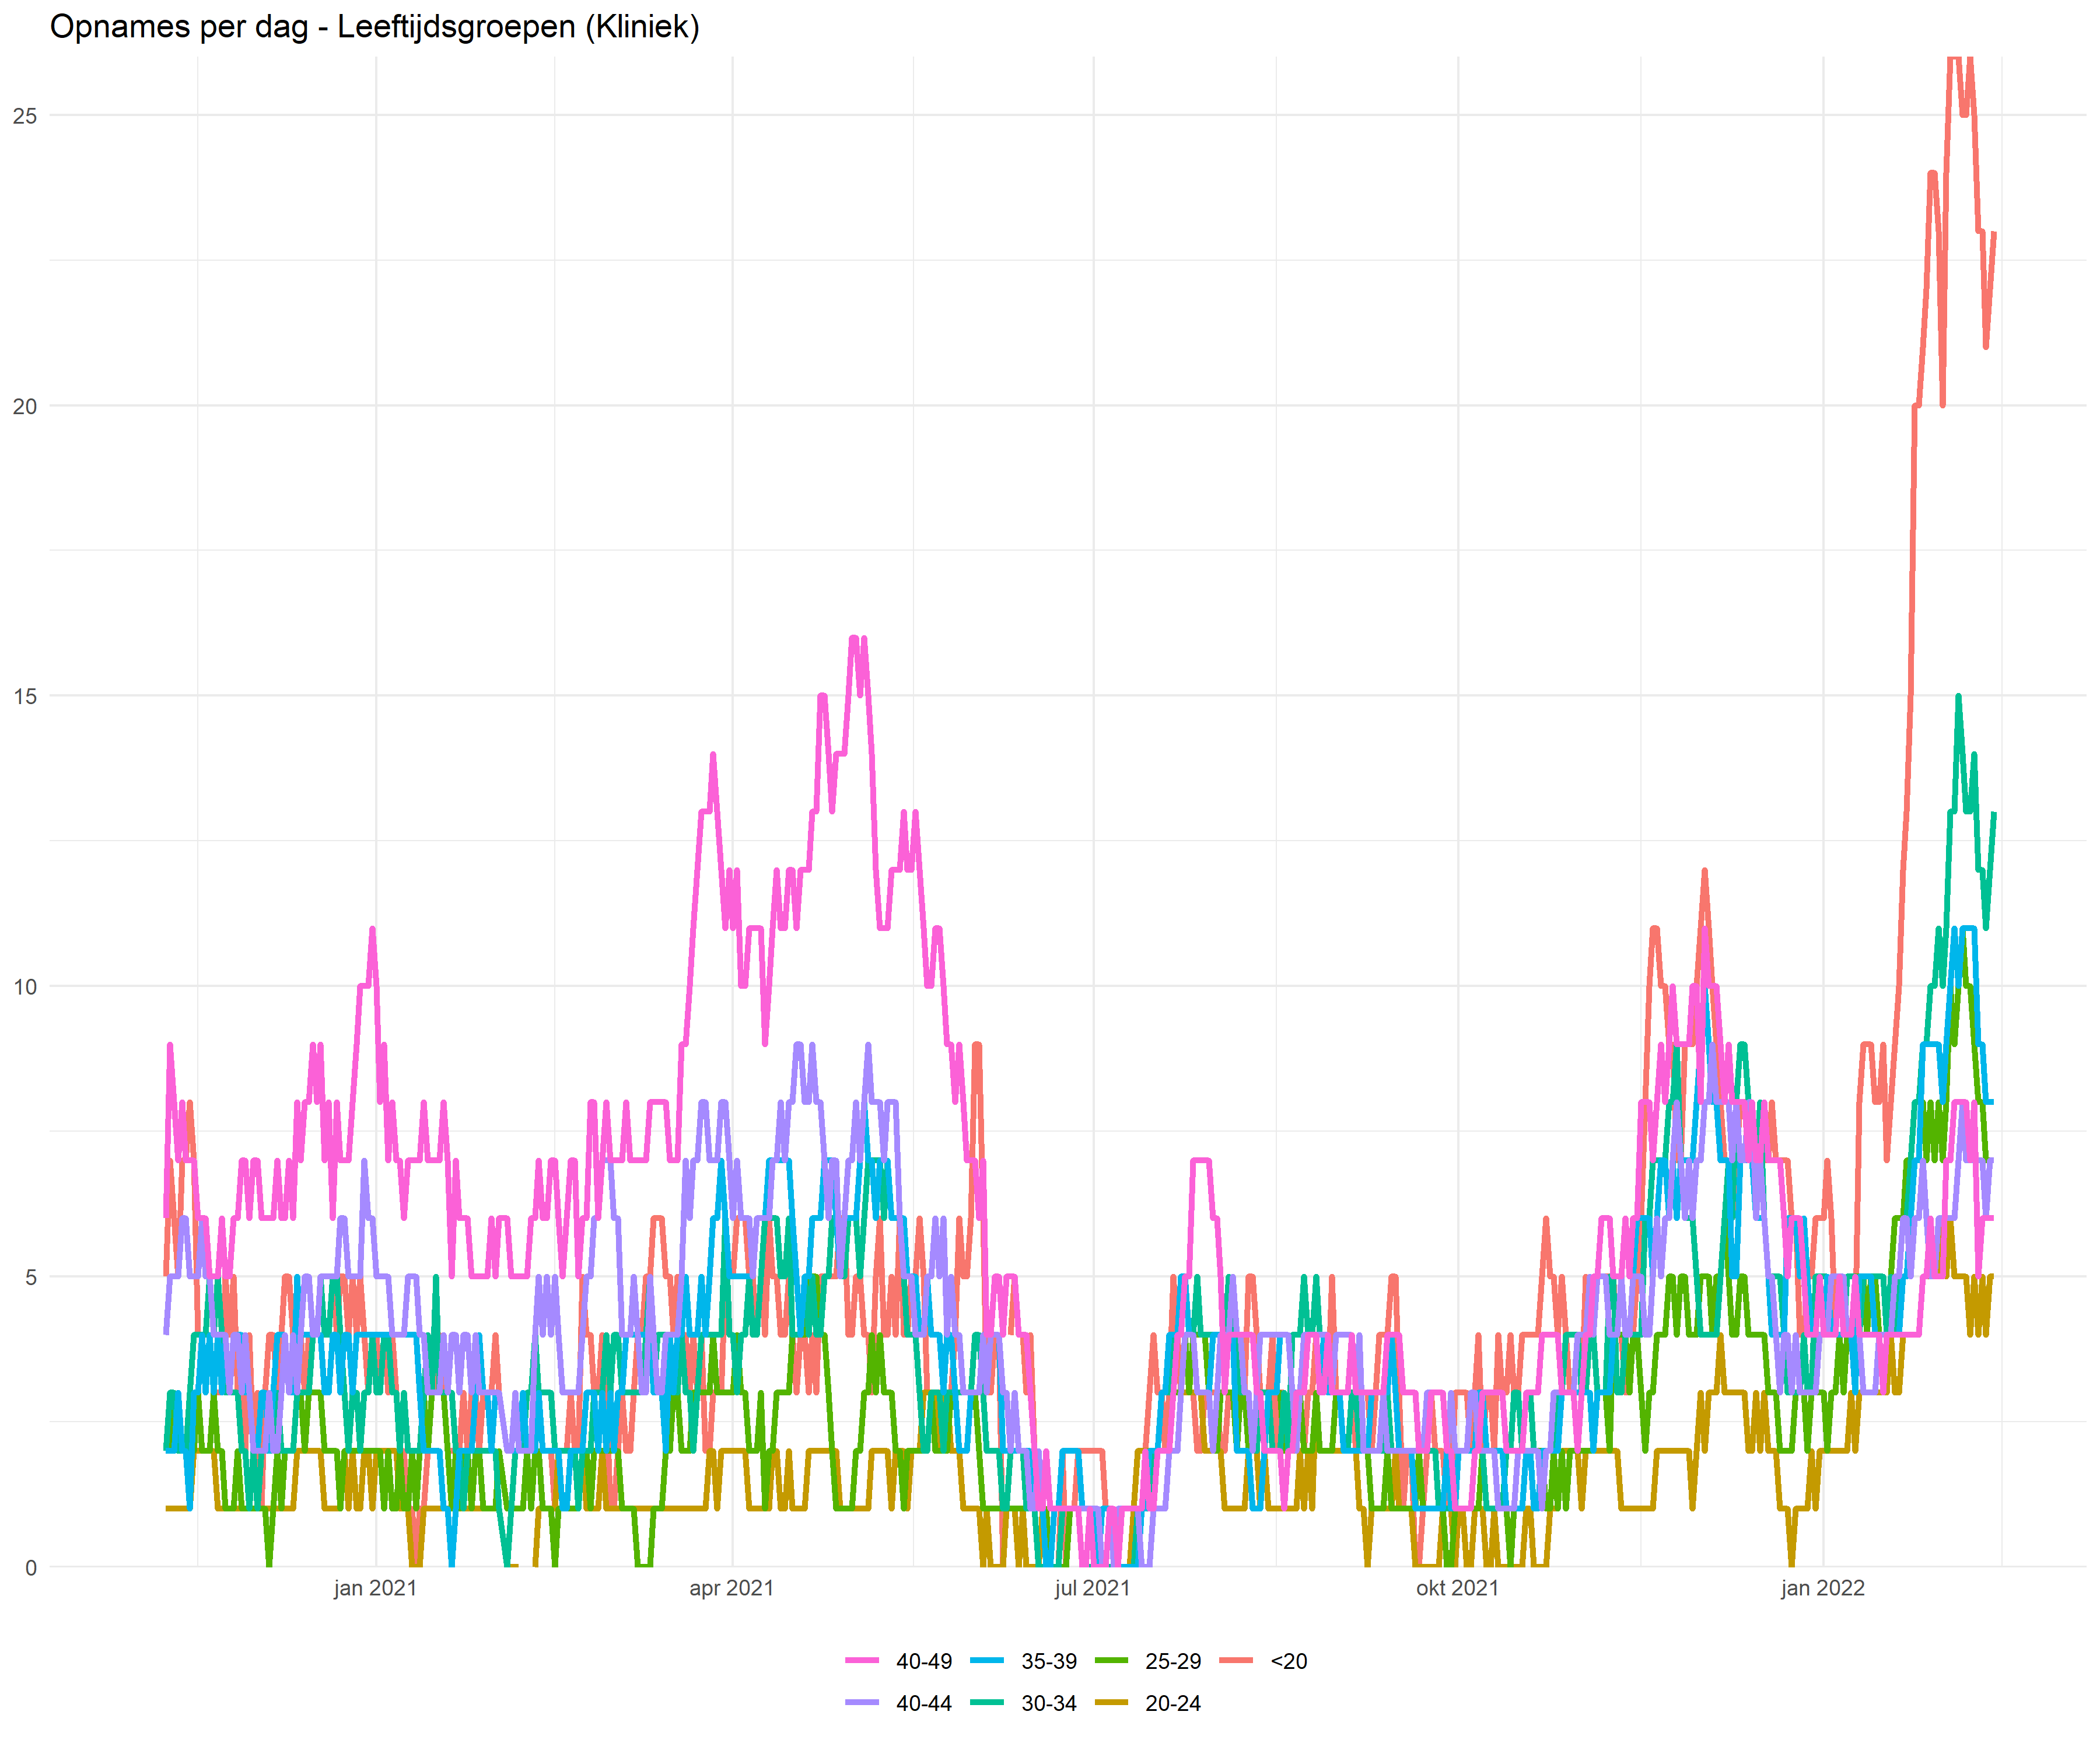 Opnames per dag - Leeftijdsgroepen (Kliniek)
25
20
15
10
5
0
jan 2021 apr 2021 jul 2021 okt 2021 jan 2022
40-49 35-39 25-29 <20
40-44 30-34 20-24